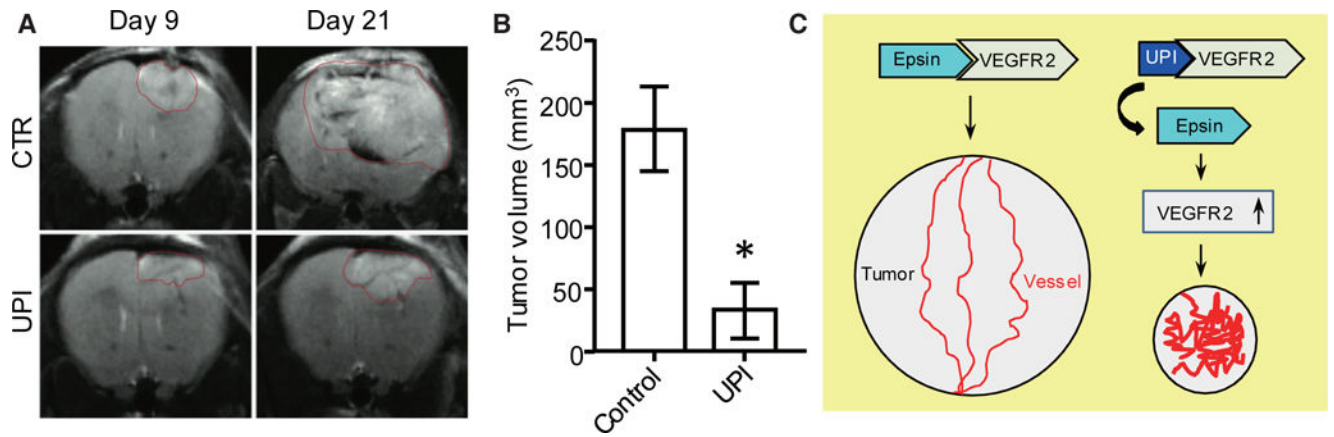 A
Day 9
Day 21
CTR
UPI
B
Tumor volume (mm³)
250
200
150
100
50
0
*
Control
UPI
C
Epsin
VEGFR2
UPI
VEGFR2
Epsin
VEGFR2
Tumor
Vessel